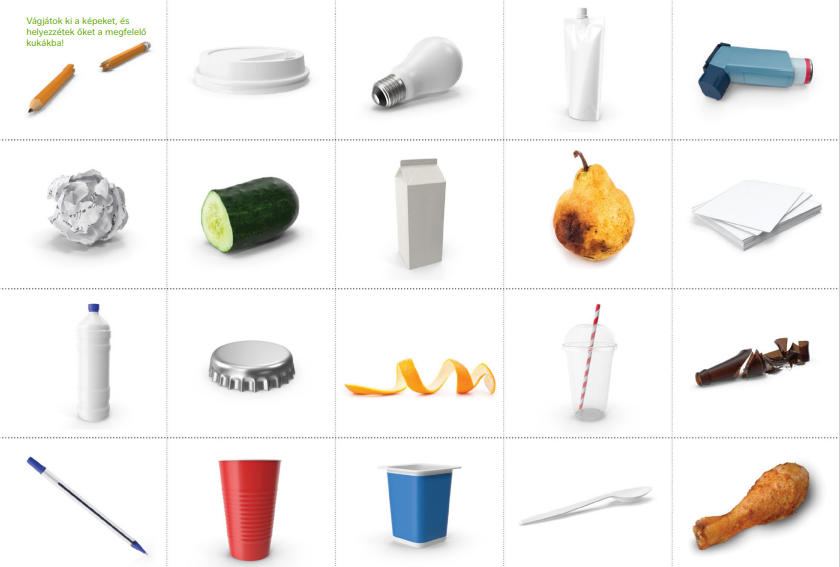 Vágjátok ki a képeket, és
helyezzétek őket a megfelelő
kukákba!